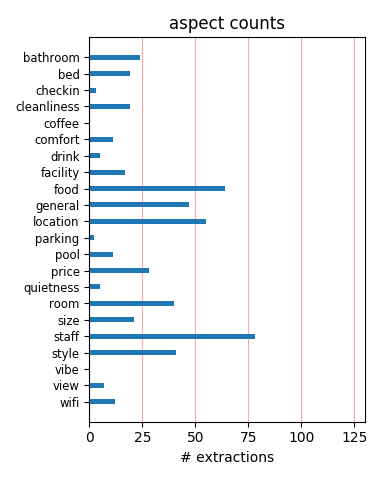 aspect counts
bathroom
bed
checkin
cleanliness
coffee
comfort
drink
facility
food
general
location
parking
pool
price
quietness
room
size
staff
style
vibe
view
wifi
0 25 50 75 100 125
# extractions